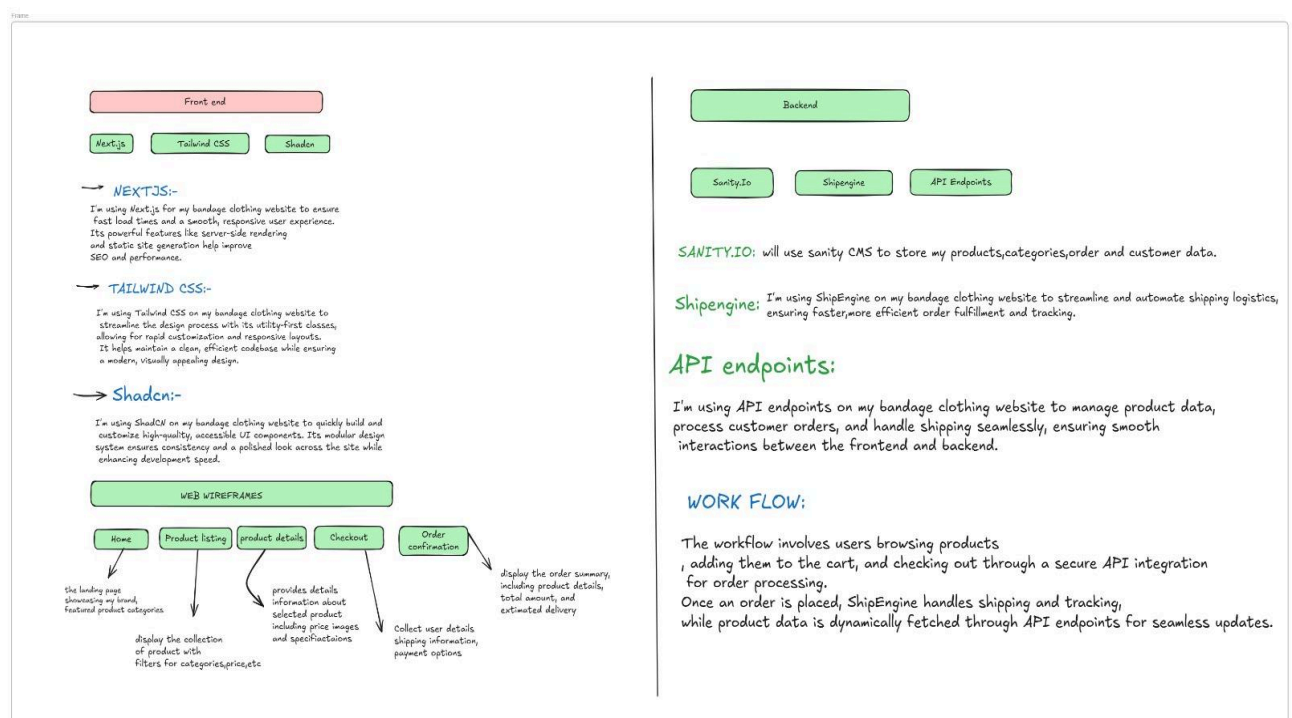 Frame
Front end
Next.js
Tailwind CSS
Shadcn
NEXTJS:-
I'm using Next.js for my bandage clothing website to ensure
fast load times and a smooth, responsive user experience.
Its powerful features like server-side rendering
and static site generation help improve
SEO and performance.
TAILWIND CSS:-
I'm using Tailwind CSS on my bandage clothing website to
streamline the design process with its utility-first classes,
allowing for rapid customization and responsive layouts.
It helps maintain a clean, efficient codebase while ensuring
a modern, visually appealing design.
Shadcn:-
I'm using ShadCN on my bandage clothing website to quickly build and
customize high-quality, accessible UI components. Its modular design
system ensures consistency and a polished look across the site while
enhancing development speed.
WEB WIREFRAMES
Home
Product listing
product details
Checkout
Order
confirmation
the landing page
showcasing my brand,
featured product categories
display the collection
of product with
filters for categories,price,etc
provides details
information about
selected product
including price images
and specifiactaions
Collect user details
shipping information,
payment options
display the order summary,
including product details,
total amount, and
extimated delivery
Backend
Sanity.Io
Shipengine
API Endpoints
SANITY.IO: will use sanity CMS to store my products,categories,order and customer data.
Shipengine: I'm using ShipEngine on my bandage clothing website to streamline and automate shipping logistics,
ensuring faster,more efficient order fulfillment and tracking.
API endpoints:
I'm using API endpoints on my bandage clothing website to manage product data,
process customer orders, and handle shipping seamlessly, ensuring smooth
interactions between the frontend and backend.
WORK FLOW:
The workflow involves users browsing products
, adding them to the cart, and checking out through a secure API integration
for order processing.
Once an order is placed, ShipEngine handles shipping and tracking,
while product data is dynamically fetched through API endpoints for seamless updates.